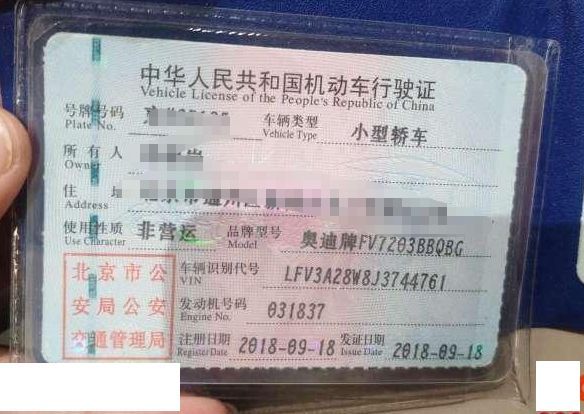 中华人民共和国机动车行驶证
Vehicle License of the People's Republic of China
号牌号码 车辆类型 小型轿车
Plate No. Vehicle Type
所有人
Owner
住址
Address
使用性质 非营运 品牌型号 奥迪牌FV7203BBQBG
Use Character Model
北京市公
安局公安
交通管理局
车辆识别代号 LFV3A28W8J3744761
VIN
发动机号码 031837
Engine No.
注册日期 2018-09-18 发证日期 2018-09-18
Register Date Issue Date